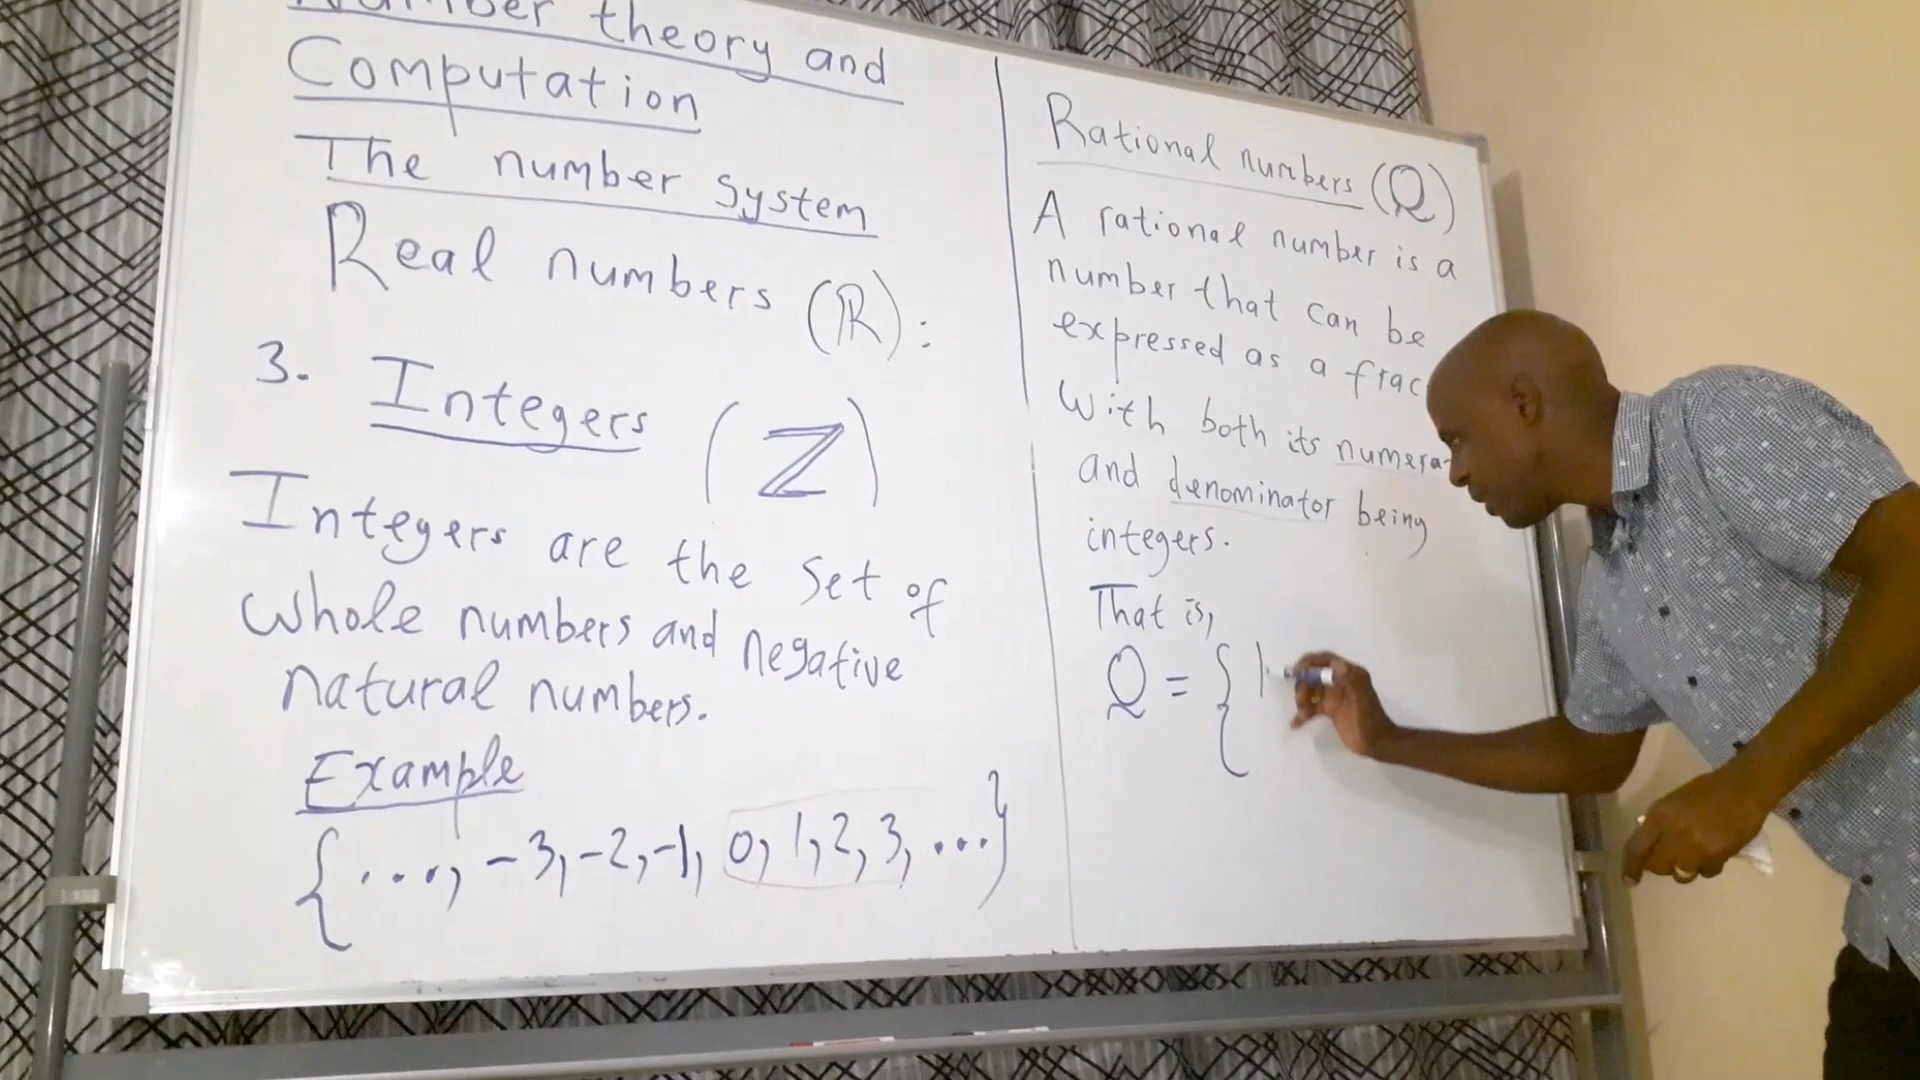 Number theory and
Computation
The number system
Real numbers (ℝ):
3. Integers (ℤ)
Integers are the set of
whole numbers and negative
natural numbers.
Example
{..., -3, -2, -1, 0, 1, 2, 3, ...}
Rational numbers (Q)
A rational number is a
number that can be
expressed as a frac
With both its numera-
and denominator being
integers.
That is,
Q = {